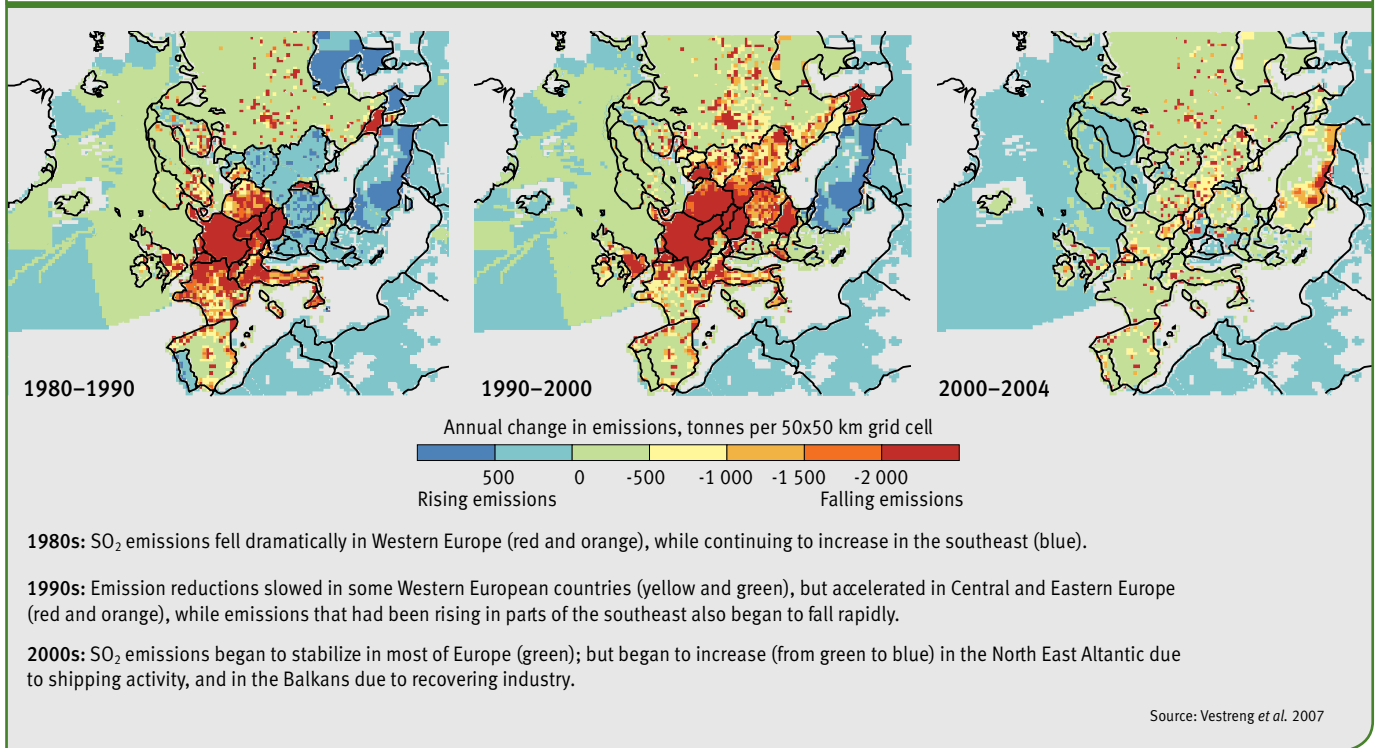 1980–1990
1990–2000
2000–2004
Annual change in emissions, tonnes per 50x50 km grid cell
500 0 -500 -1 000 -1 500 -2 000
Rising emissions Falling emissions
1980s: SO₂ emissions fell dramatically in Western Europe (red and orange), while continuing to increase in the southeast (blue).
1990s: Emission reductions slowed in some Western European countries (yellow and green), but accelerated in Central and Eastern Europe
(red and orange), while emissions that had been rising in parts of the southeast also began to fall rapidly.
2000s: SO₂ emissions began to stabilize in most of Europe (green); but began to increase (from green to blue) in the North East Altantic due
to shipping activity, and in the Balkans due to recovering industry.
Source: Vestreng et al. 2007